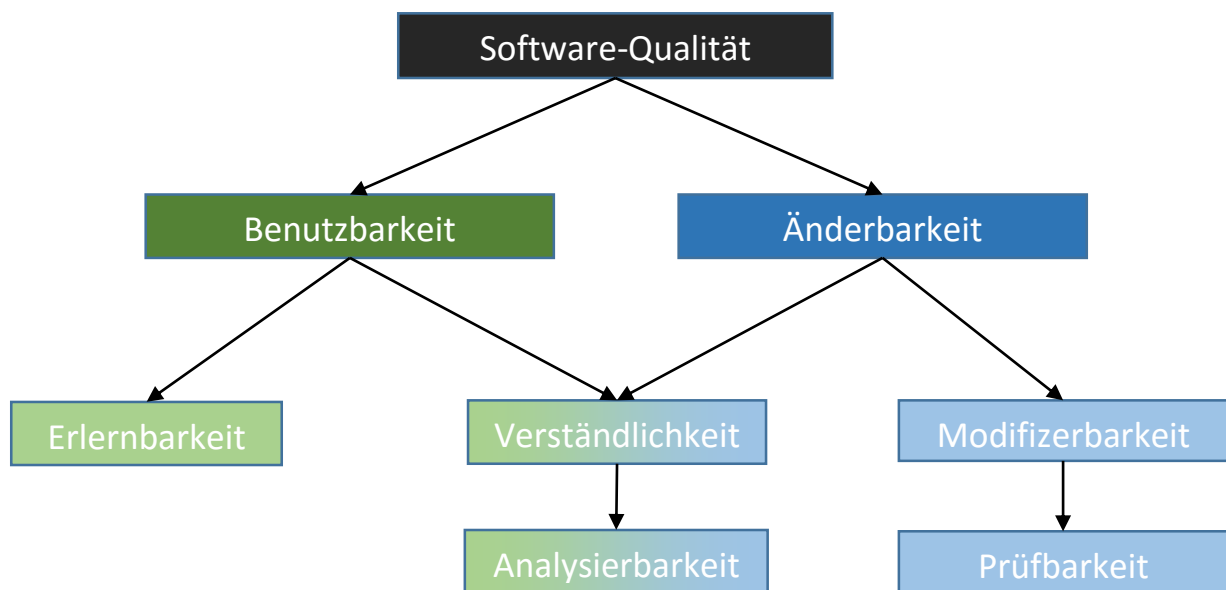 Software-Qualität
Benutzbarkeit
Änderbarkeit
Erlernbarkeit
Verständlichkeit
Modifizerbarkeit
Analysierbarkeit
Prüfbarkeit